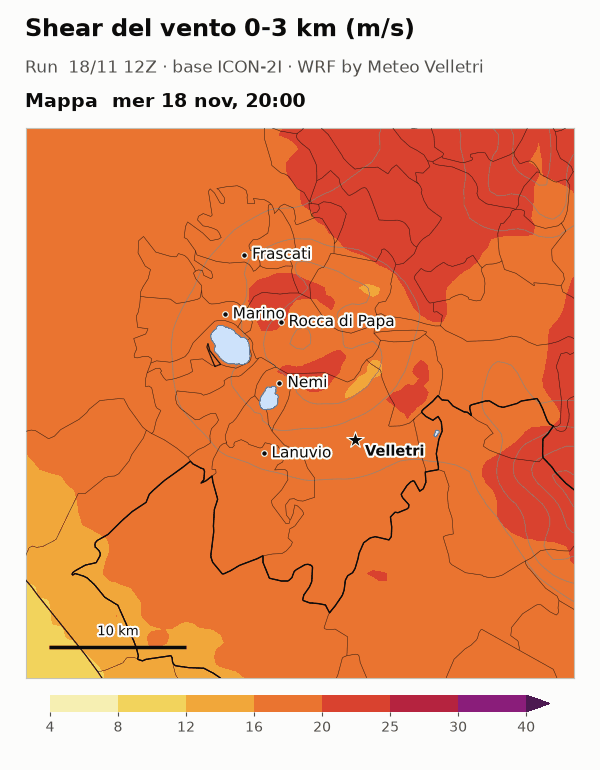 Shear del vento 0-3 km (m/s)
Run  18/11 12Z · base ICON-2I · WRF by Meteo Velletri
Mappa  mer 18 nov, 20:00
Frascati
Marino
Rocca di Papa
Nemi
Velletri
Lanuvio
10 km
4 8 12 16 20 25 30 40